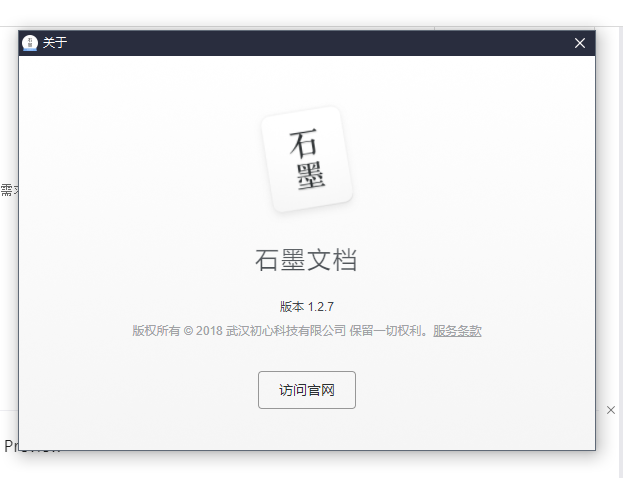 关于
石
墨
石墨文档
版本 1.2.7
版权所有 © 2018 武汉初心科技有限公司 保留一切权利。服务条款
访问官网